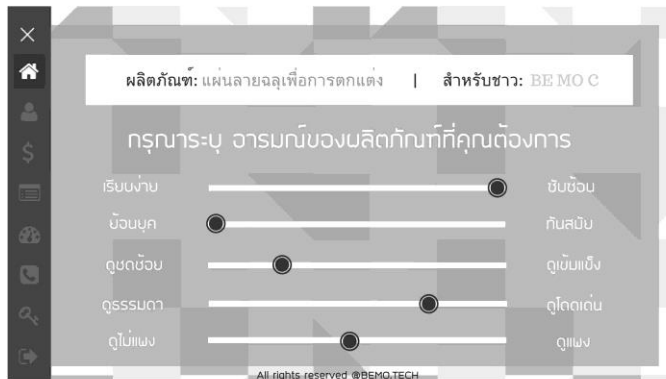 ผลิตภัณฑ์: แผ่นลายฉลุเพื่อการตกแต่ง | สำหรับชาว: BE MO C
กรุณาระบุ อารมณ์ของผลิตภัณฑ์ที่คุณต้องการ
เรียบง่าย ซับซ้อน
ย้อนยุค ทันสมัย
ดูชดช้อย ดูเข้มแข็ง
ดูธรรมดา ดูโดดเด่น
ดูไม่แพง ดูแพง
All rights reserved @BEMO.TECH